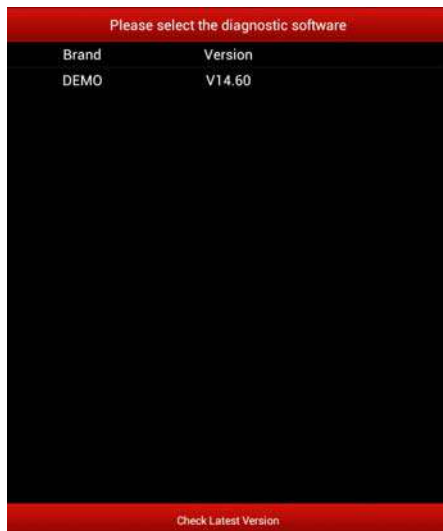 Please select the diagnostic software
Brand Version
DEMO V14.60
Check Latest Version